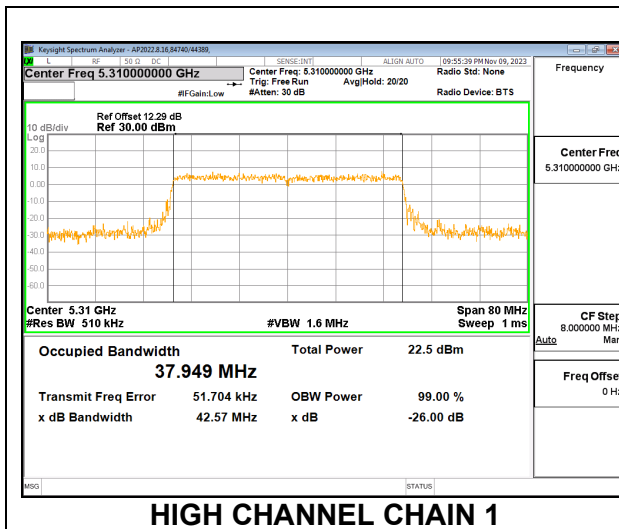 Keysight Spectrum Analyzer - AP2022.8.16,84740/44389,
L RF 50 Ω DC SENSE:INT ALIGN AUTO 09:55:39 PM Nov 09, 2023
Center Freq 5.310000000 GHz Center Freq: 5.310000000 GHz Radio Std: None
Trig: Free Run Avg|Hold: 20/20
#IFGain:Low #Atten: 30 dB Radio Device: BTS
Frequency
Ref Offset 12.29 dB
10 dB/div Ref 30.00 dBm
Log
20.0
10.0
0.00
-10.0
-20.0
-30.0
-40.0
-50.0
-60.0
Center 5.31 GHz Span 80 MHz
#Res BW 510 kHz #VBW 1.6 MHz Sweep 1 ms
Center Freq
5.310000000 GHz
CF Step
8.000000 MHz
Auto Man
Freq Offset
0 Hz
Occupied Bandwidth Total Power 22.5 dBm
37.949 MHz
Transmit Freq Error 51.704 kHz OBW Power 99.00 %
x dB Bandwidth 42.57 MHz x dB -26.00 dB
MSG STATUS
HIGH CHANNEL CHAIN 1